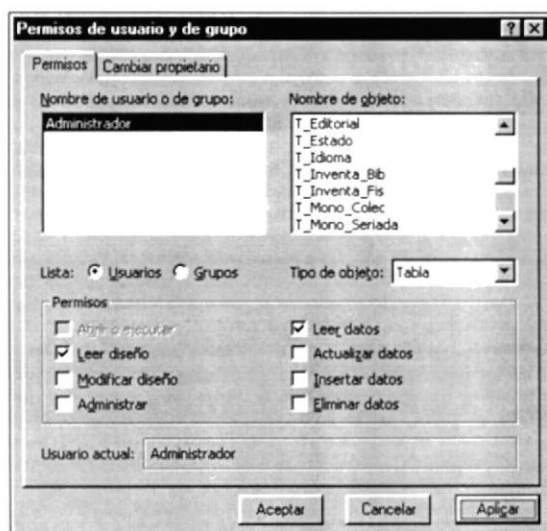 Permisos de usuario y de grupo
Permisos
Cambiar propietario
Nombre de usuario o de grupo:
Administrador
Nombre de objeto:
T_Editorial
T_Estado
T_Idioma
T_Inventa_Bib
T_Inventa_Fis
T_Mono_Colec
T_Mono_Seriada
Lista: Usuarios Grupos
Tipo de objeto: Tabla
Permisos
Abrir o ejecutar
Leer diseño
Modificar diseño
Administrar
Leer datos
Actualizar datos
Insertar datos
Eliminar datos
Usuario actual: Administrador
Aceptar Cancelar Aplicar